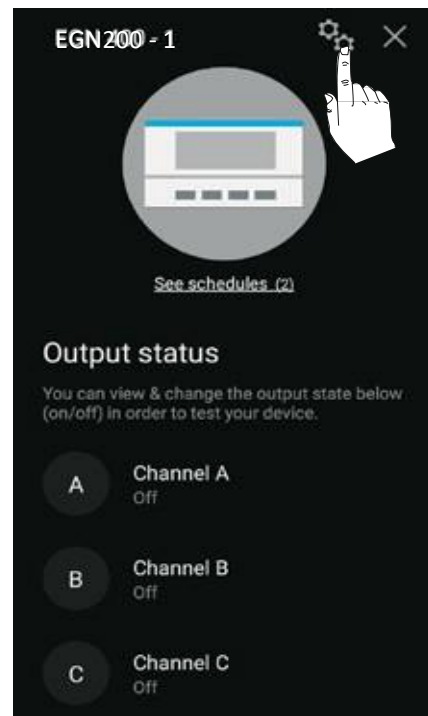 EGN200 - 1
See schedules (2)
Output status
You can view & change the output state below
(on/off) in order to test your device.
A
Channel A
Off
B
Channel B
Off
C
Channel C
Off